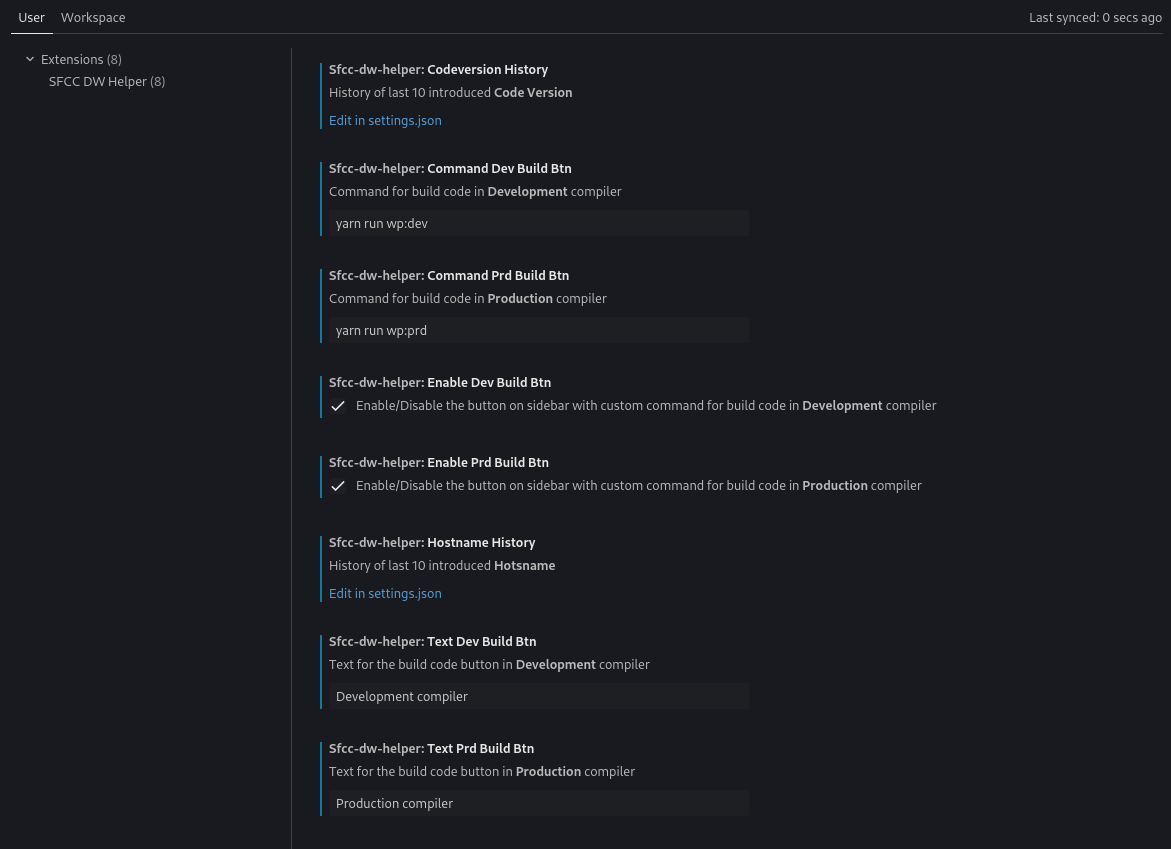 User Workspace Last synced: 0 secs ago
Extensions (8)
SFCC DW Helper (8)
Sfcc-dw-helper: Codeversion History
History of last 10 introduced Code Version
Edit in settings.json
Sfcc-dw-helper: Command Dev Build Btn
Command for build code in Development compiler
yarn run wp:dev
Sfcc-dw-helper: Command Prd Build Btn
Command for build code in Production compiler
yarn run wp:prd
Sfcc-dw-helper: Enable Dev Build Btn
Enable/Disable the button on sidebar with custom command for build code in Development compiler
Sfcc-dw-helper: Enable Prd Build Btn
Enable/Disable the button on sidebar with custom command for build code in Production compiler
Sfcc-dw-helper: Hostname History
History of last 10 introduced Hotsname
Edit in settings.json
Sfcc-dw-helper: Text Dev Build Btn
Text for the build code button in Development compiler
Development compiler
Sfcc-dw-helper: Text Prd Build Btn
Text for the build code button in Production compiler
Production compiler